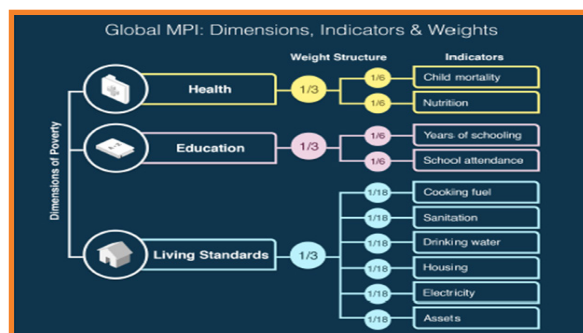 Global MPI: Dimensions, Indicators & Weights
Weight Structure
Indicators
Dimensions of Poverty
Health
1/3
1/6
Child mortality
1/6
Nutrition
Education
1/3
1/6
Years of schooling
1/6
School attendance
Living Standards
1/3
1/18
Cooking fuel
1/18
Sanitation
1/18
Drinking water
1/18
Housing
1/18
Electricity
1/18
Assets